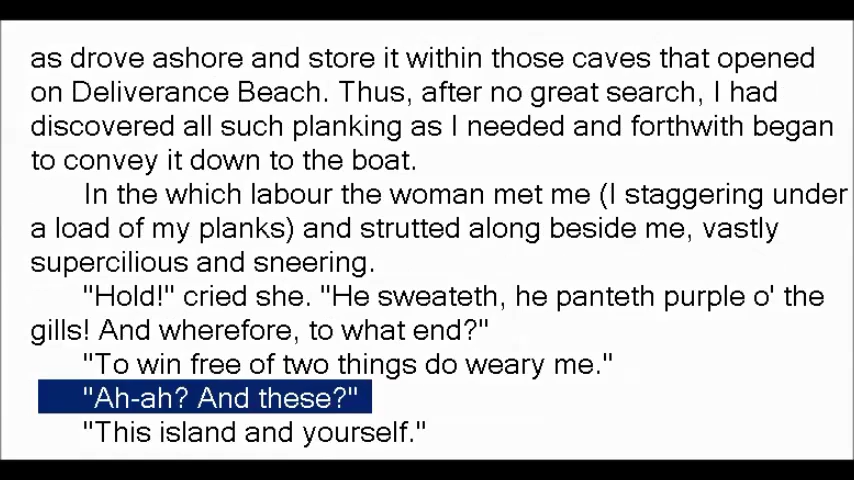 as drove ashore and store it within those caves that opened
on Deliverance Beach. Thus, after no great search, I had
discovered all such planking as I needed and forthwith began
to convey it down to the boat.
In the which labour the woman met me (I staggering under
a load of my planks) and strutted along beside me, vastly
supercilious and sneering.
"Hold!" cried she. "He sweateth, he panteth purple o' the
gills! And wherefore, to what end?"
"To win free of two things do weary me."
"Ah-ah? And these?"
"This island and yourself."